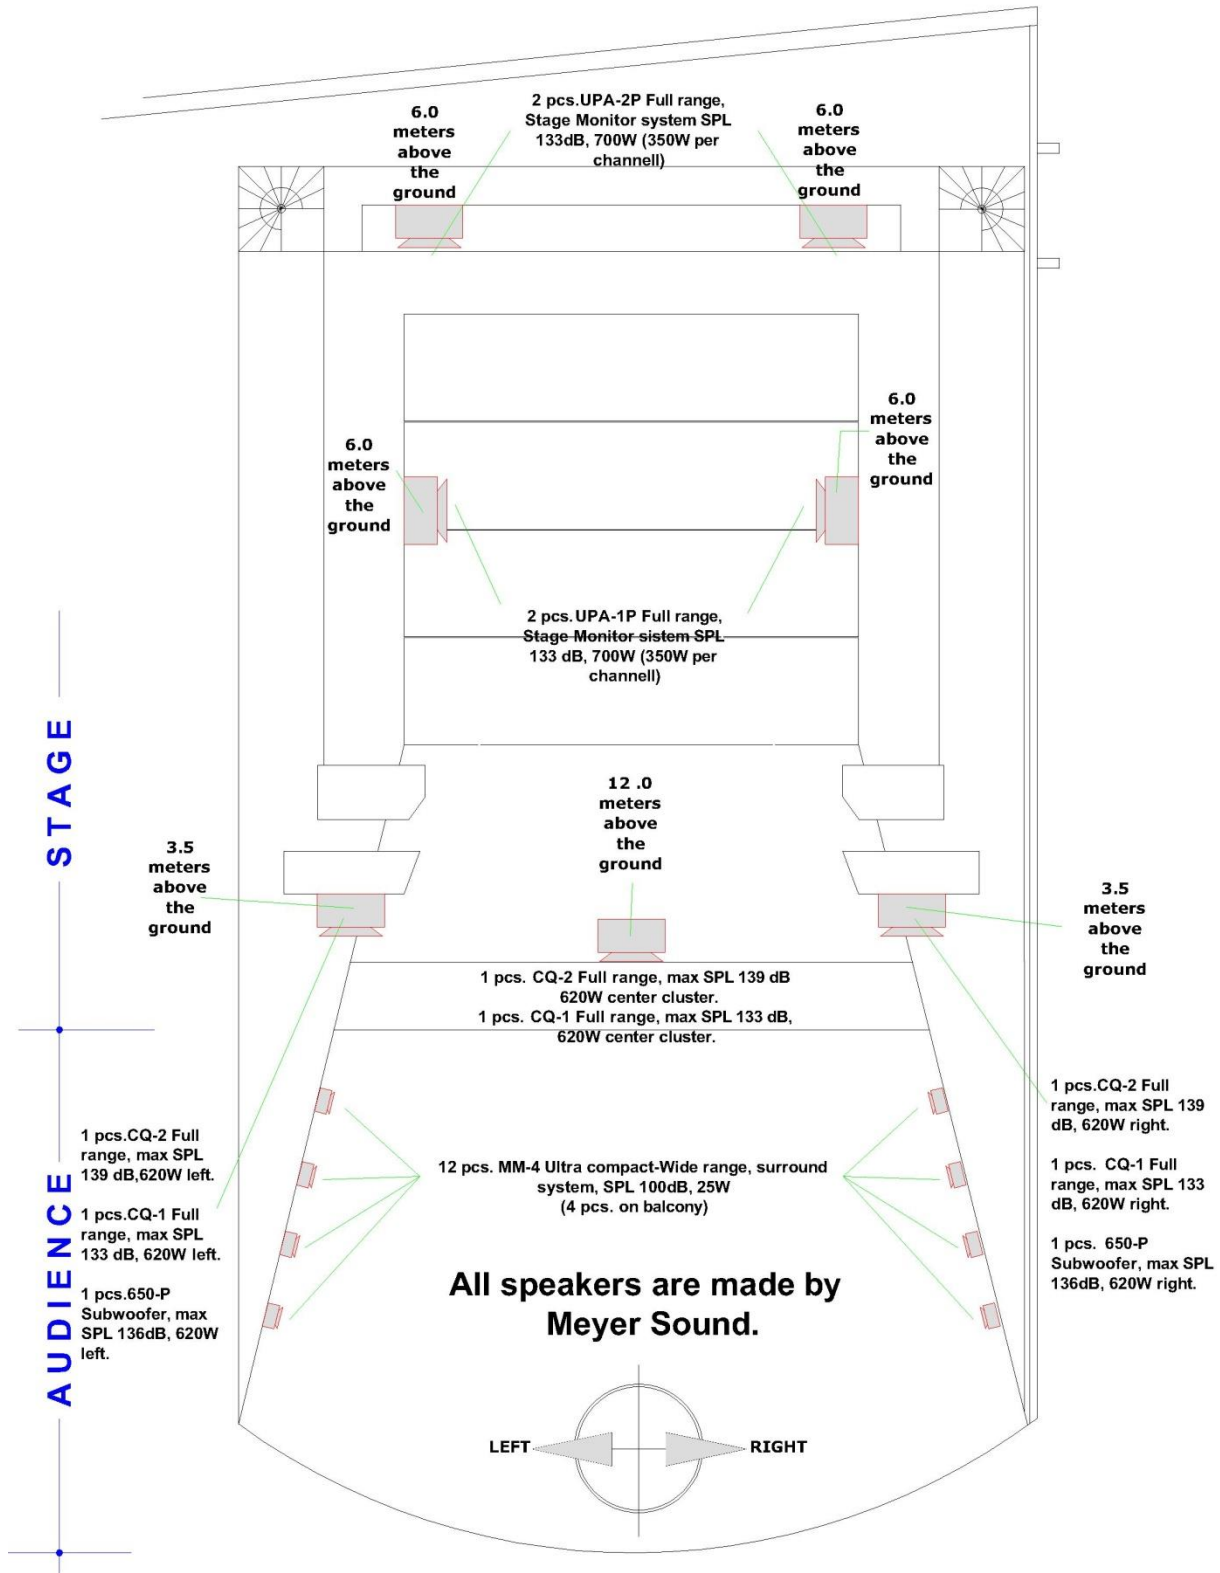 2 pcs.UPA-2P Full range,
Stage Monitor system SPL
133dB, 700W (350W per
channell)
6.0
meters
above
the
ground
6.0
meters
above
the
ground
6.0
meters
above
the
ground
6.0
meters
above
the
ground
2 pcs.UPA-1P Full range,
Stage Monitor sistem SPL
133 dB, 700W (350W per
channell)
STAGE
12 .0
meters
above
the
ground
3.5
meters
above
the
ground
3.5
meters
above
the
ground
1 pcs. CQ-2 Full range, max SPL 139 dB
620W center cluster.
1 pcs. CQ-1 Full range, max SPL 133 dB,
620W center cluster.
AUDIENCE
1 pcs.CQ-2 Full
range, max SPL
139 dB,620W left.
1 pcs.CQ-1 Full
range, max SPL
133 dB, 620W left.
1 pcs.650-P
Subwoofer, max
SPL 136dB, 620W
left.
12 pcs. MM-4 Ultra compact-Wide range, surround
system, SPL 100dB, 25W
(4 pcs. on balcony)
1 pcs.CQ-2 Full
range, max SPL 139
dB, 620W right.
1 pcs. CQ-1 Full
range, max SPL 133
dB, 620W right.
1 pcs. 650-P
Subwoofer, max SPL
136dB, 620W right.
All speakers are made by
Meyer Sound.
LEFT
RIGHT